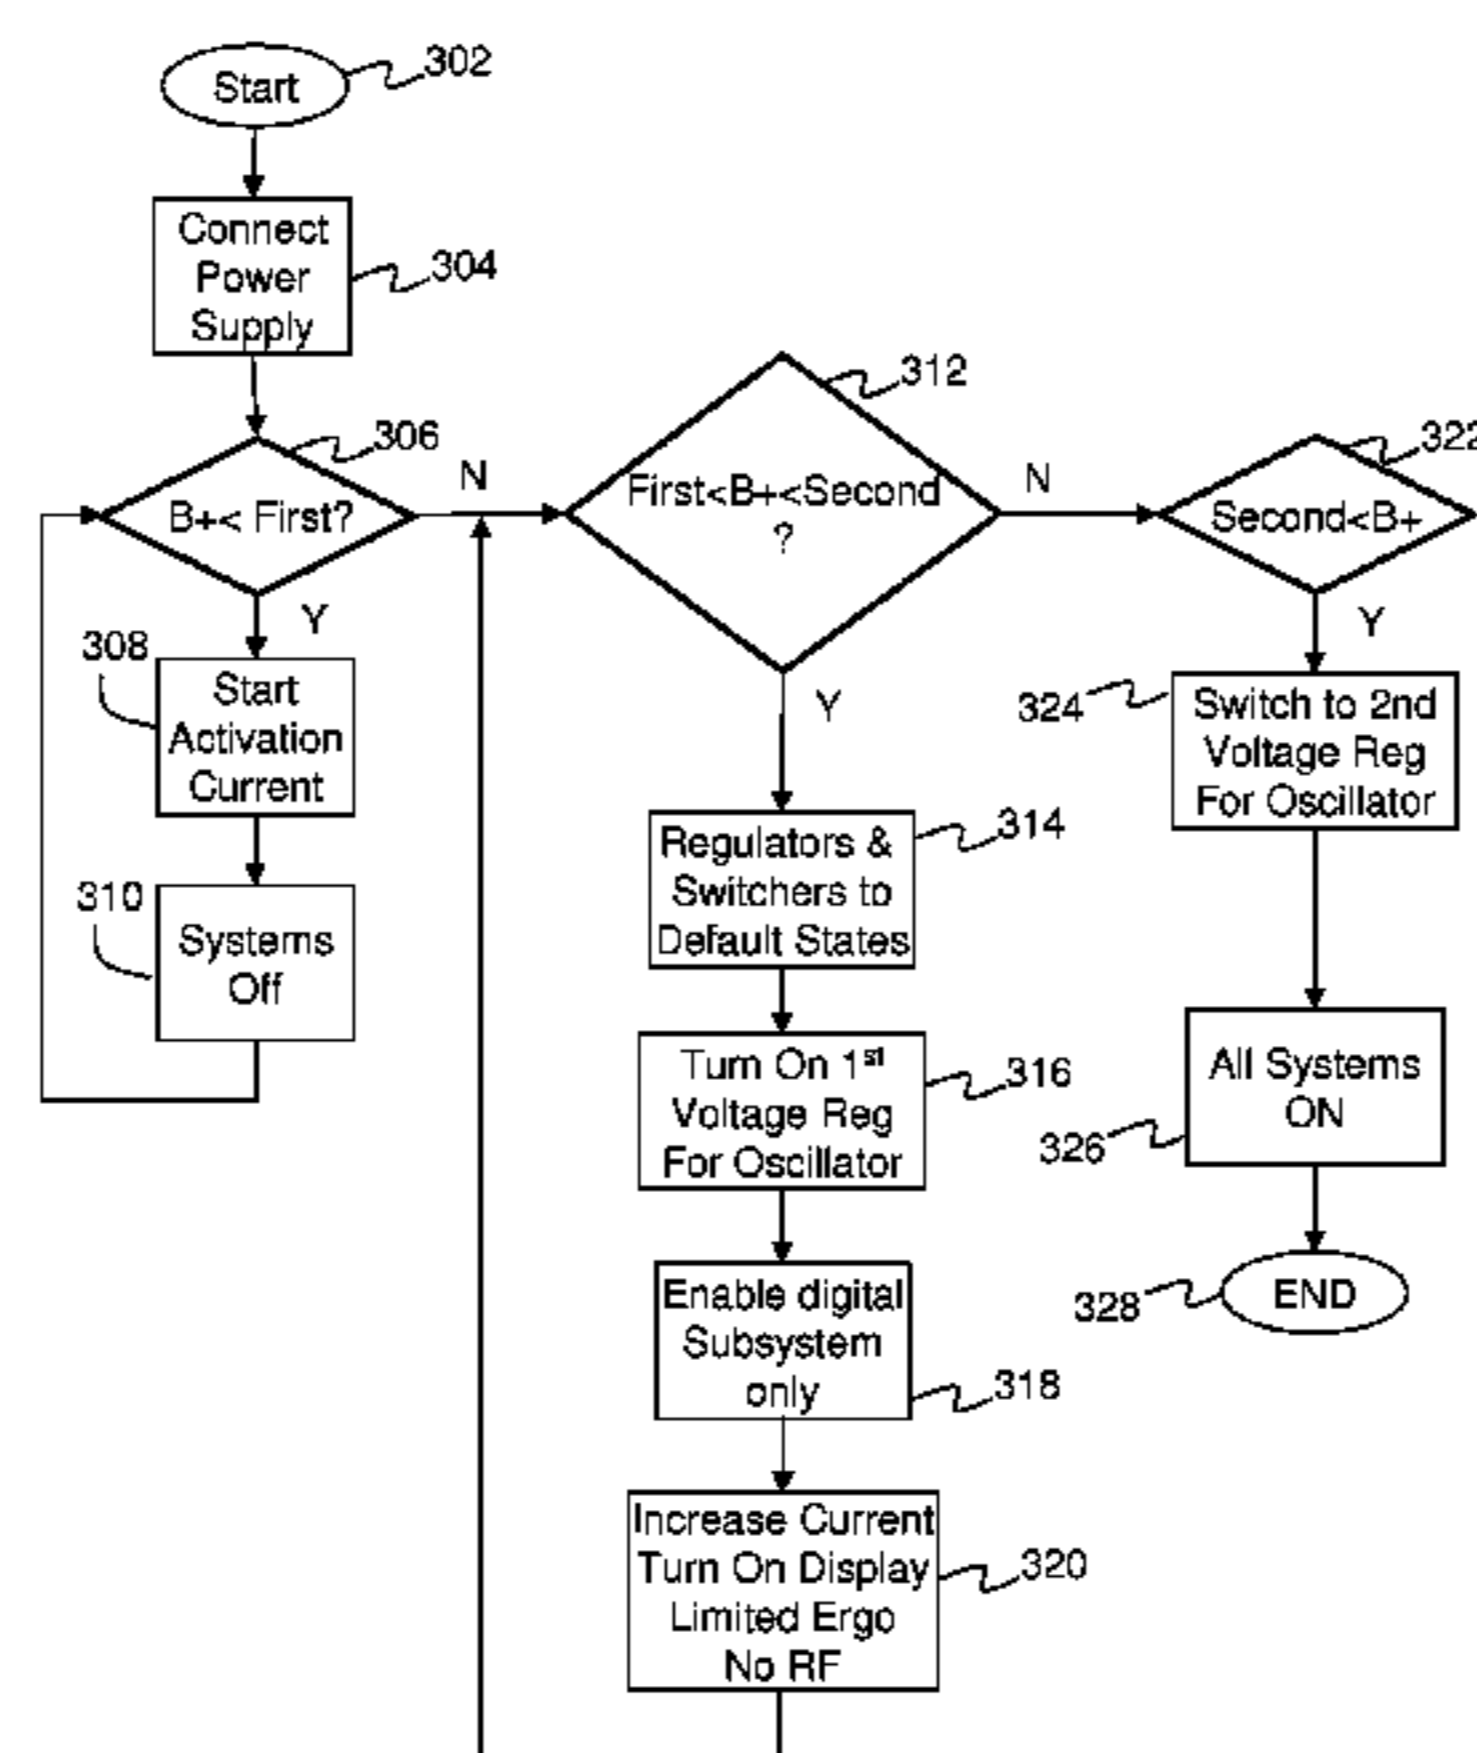 Start
302
Connect
Power
Supply
304
B+< First?
306
N
Y
308
Start
Activation
Current
310
Systems
Off
First<B+<Second
?
312
N
Y
Regulators &
Switchers to
Default States
314
Turn On 1st
Voltage Reg
For Oscillator
316
Enable digital
Subsystem
only
318
Increase Current
Turn On Display
Limited Ergo
No RF
320
Second<B+
322
Y
324
Switch to 2nd
Voltage Reg
For Oscillator
All Systems
ON
326
328
END